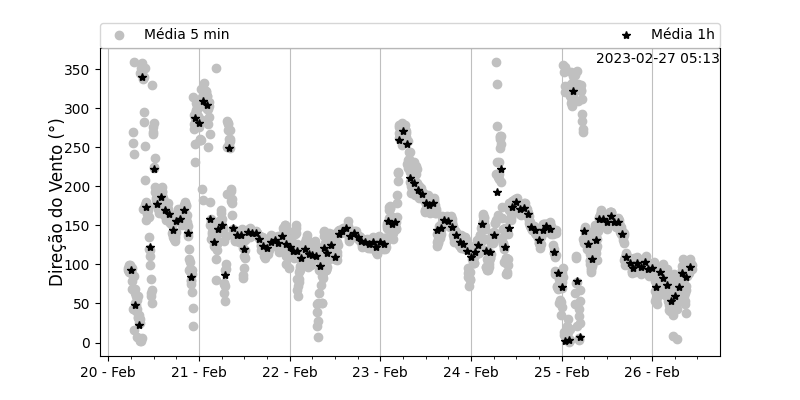 Média 5 min
Média 1h
2023-02-27 05:13
Direção do Vento (°)
350
300
250
200
150
100
50
0
20 - Feb
21 - Feb
22 - Feb
23 - Feb
24 - Feb
25 - Feb
26 - Feb